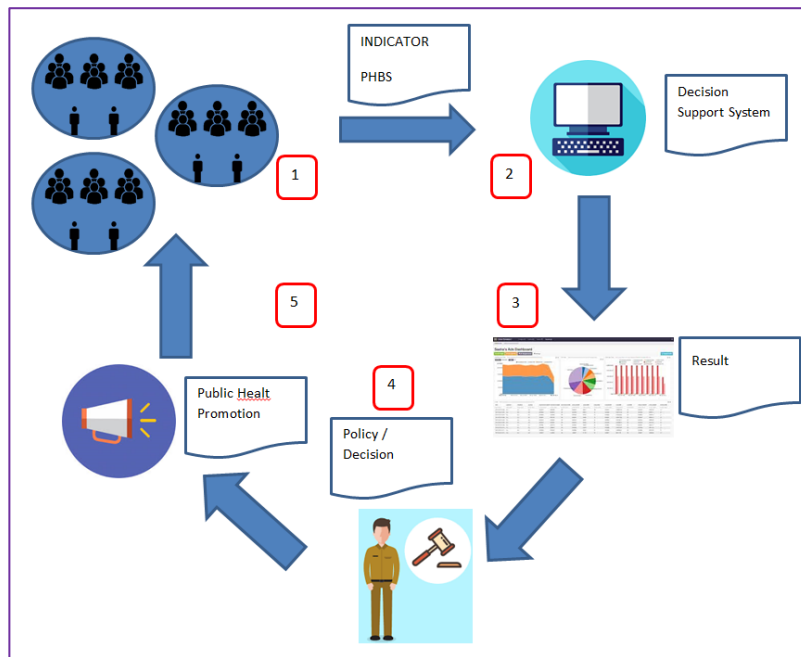 INDICATOR
PHBS
Decision
Support System
1
2
3
5
Result
4
Public Healt
Promotion
Policy /
Decision